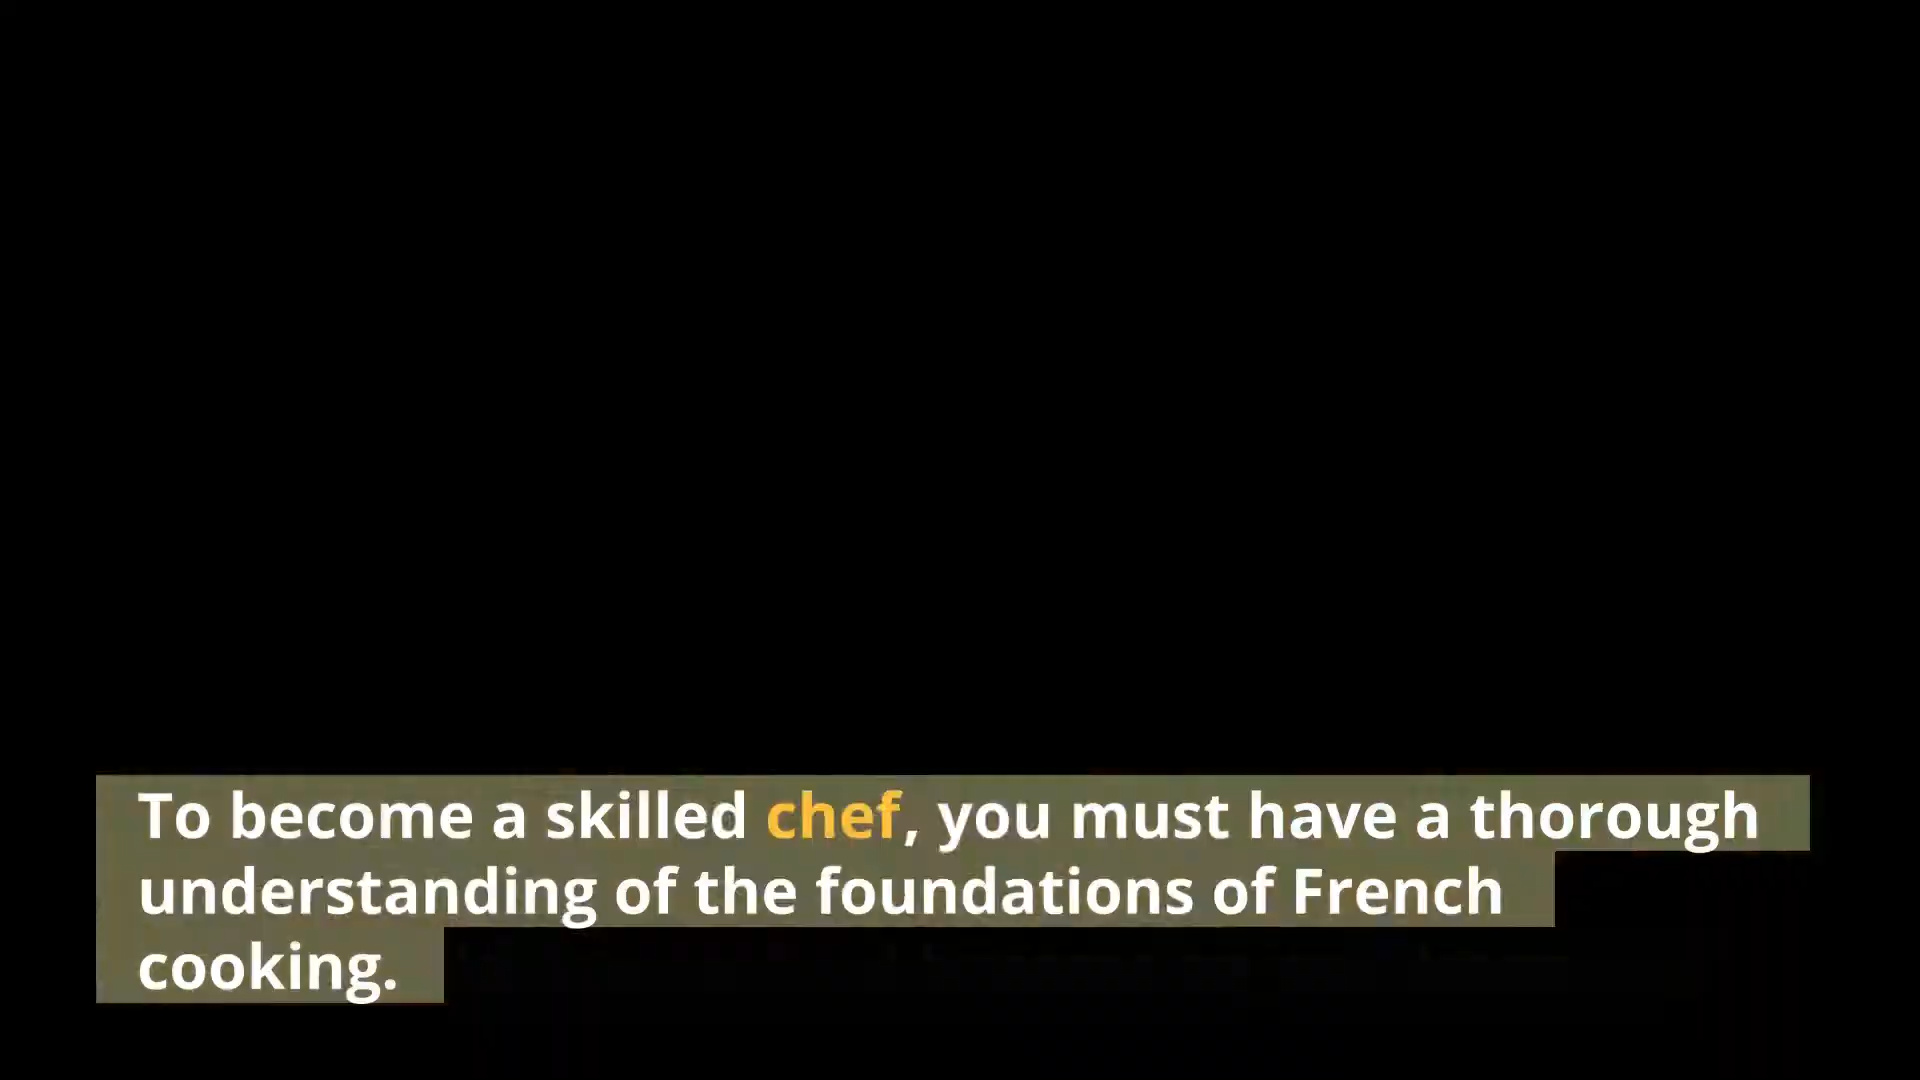 To become a skilled chef, you must have a thorough
understanding of the foundations of French
cooking.